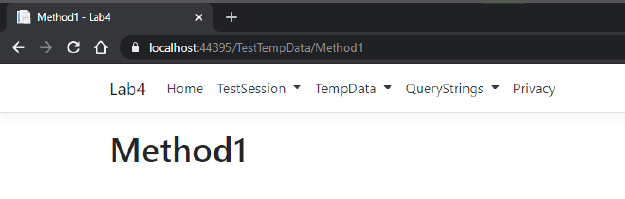 Method1 - Lab4
localhost:44395/TestTempData/Method1
Lab4 Home TestSession TempData QueryStrings Privacy
Method1